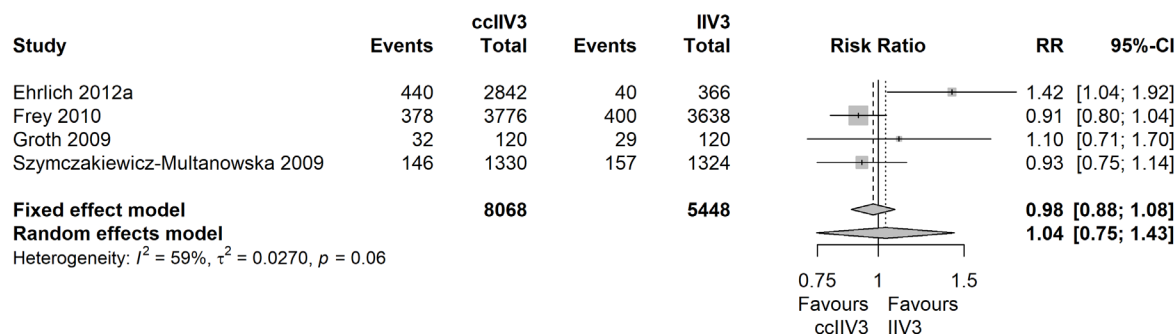 ccIIV3 IIV3
Study Events Total Events Total Risk Ratio RR 95%-CI
Ehrlich 2012a 440 2842 40 366 1.42 [1.04; 1.92]
Frey 2010 378 3776 400 3638 0.91 [0.80; 1.04]
Groth 2009 32 120 29 120 1.10 [0.71; 1.70]
Szymczakiewicz-Multanowska 2009 146 1330 157 1324 0.93 [0.75; 1.14]
Fixed effect model 8068 5448 0.98 [0.88; 1.08]
Random effects model 1.04 [0.75; 1.43]
Heterogeneity: I² = 59%, τ² = 0.0270, p = 0.06
0.75 1 1.5
Favours Favours
ccIIV3 IIV3